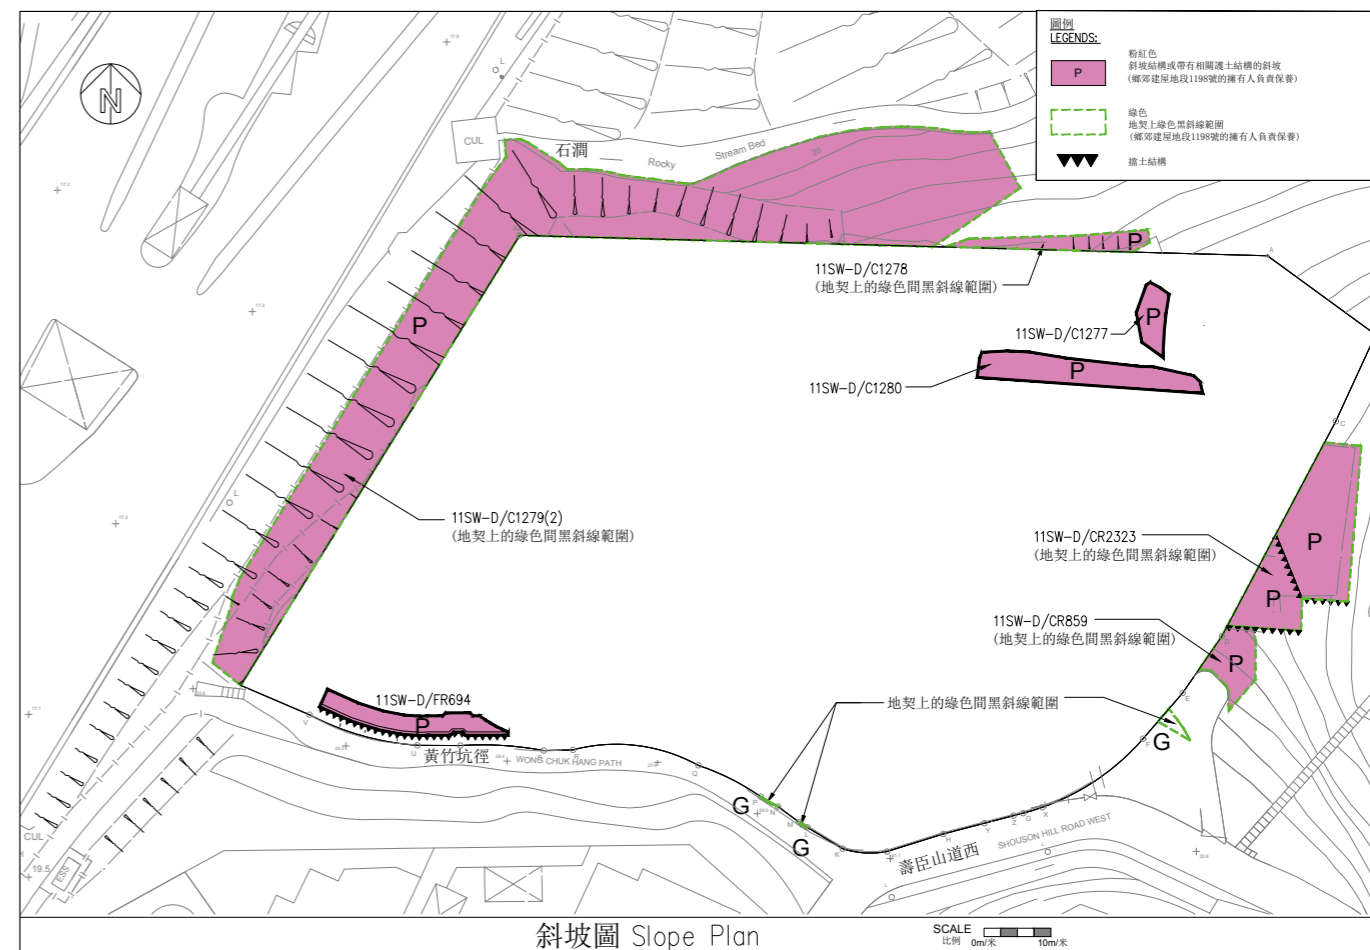 圖例
LEGENDS:
粉紅色
P
斜坡結構或帶有相關護土結構的斜坡
(鄉郊建屋地段1198號的擁有人負責保養)
綠色
地契上綠色黑斜線範圍
(鄉郊建屋地段1198號的擁有人負責保養)
擋土結構
N
CUL
石澗
Rocky Stream Bed
P
11SW-D/C1278
(地契上的綠色間黑斜線範圍)
A
P
11SW-D/C1277
P
11SW-D/C1280
P
C
L
L
11SW-D/C1279(2)
(地契上的綠色間黑斜線範圍)
11SW-D/CR2323
(地契上的綠色間黑斜線範圍)
P
P
11SW-D/CR859
(地契上的綠色間黑斜線範圍)
P
E
F
G
地契上的綠色間黑斜線範圍
11SW-D/FR694
P
V
U
黃竹坑徑
WONG CHUK HANG PATH
R
Q
G
P
N
M
L
G
K
H
Y
Z
G
X
壽臣山道西
SHOUSON HILL ROAD WEST
L
L
CUL
19.5
ESS
斜坡圖 Slope Plan
SCALE
比例
0m/米
10m/米